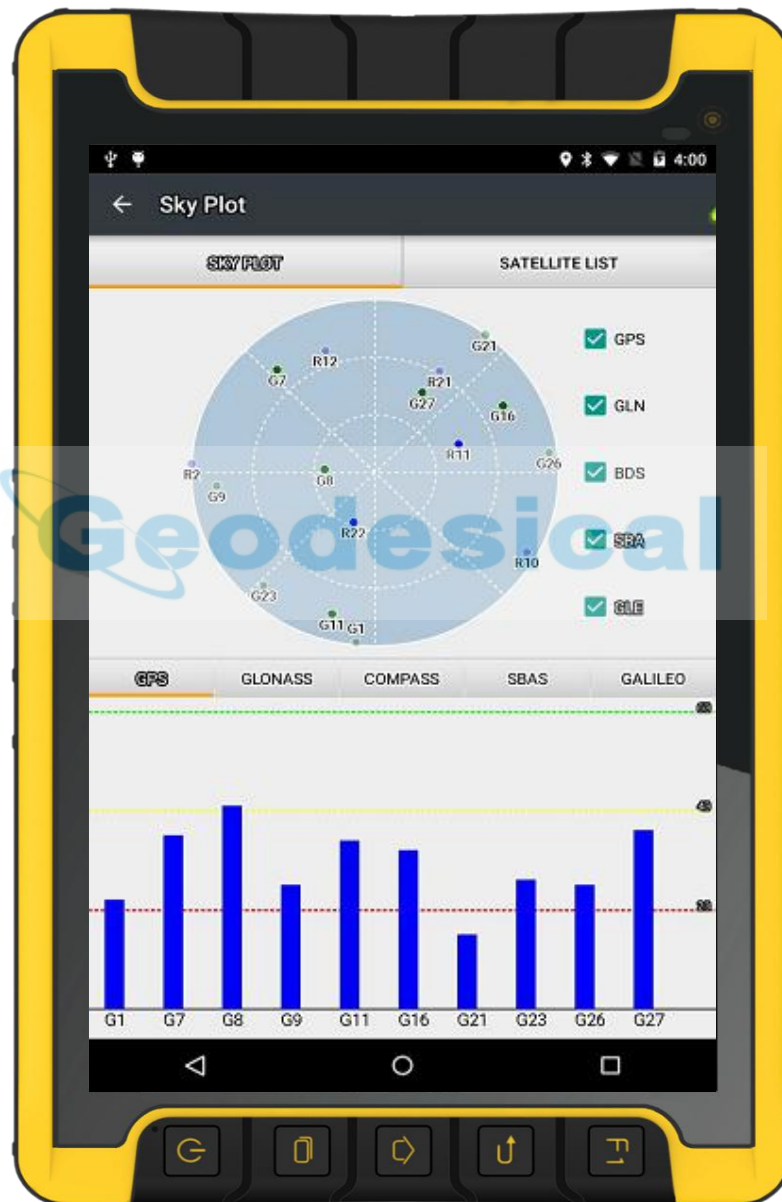 4:00
Sky Plot
SKY PLOT SATELLITE LIST
G21
R12
G7
R21
G27
G16
R11
G26
R2
G8
G9
R22
R10
G23
G11 G1
GPS
GLN
BDS
SBA
GLE
Geodesical
GPS GLONASS COMPASS SBAS GALILEO
G1 G7 G8 G9 G11 G16 G21 G23 G26 G27
F1